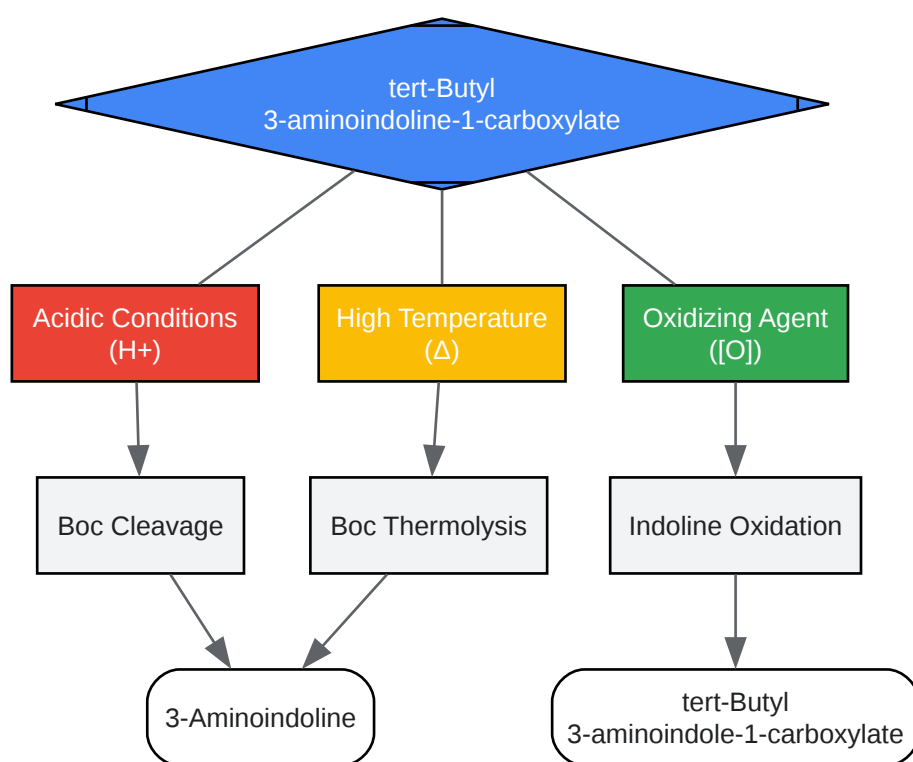 tert-Butyl
3-aminoindoline-1-carboxylate
Acidic Conditions
(H+)
High Temperature
(Δ)
Oxidizing Agent
([O])
Boc Cleavage
Boc Thermolysis
Indoline Oxidation
3-Aminoindoline
tert-Butyl
3-aminoindole-1-carboxylate